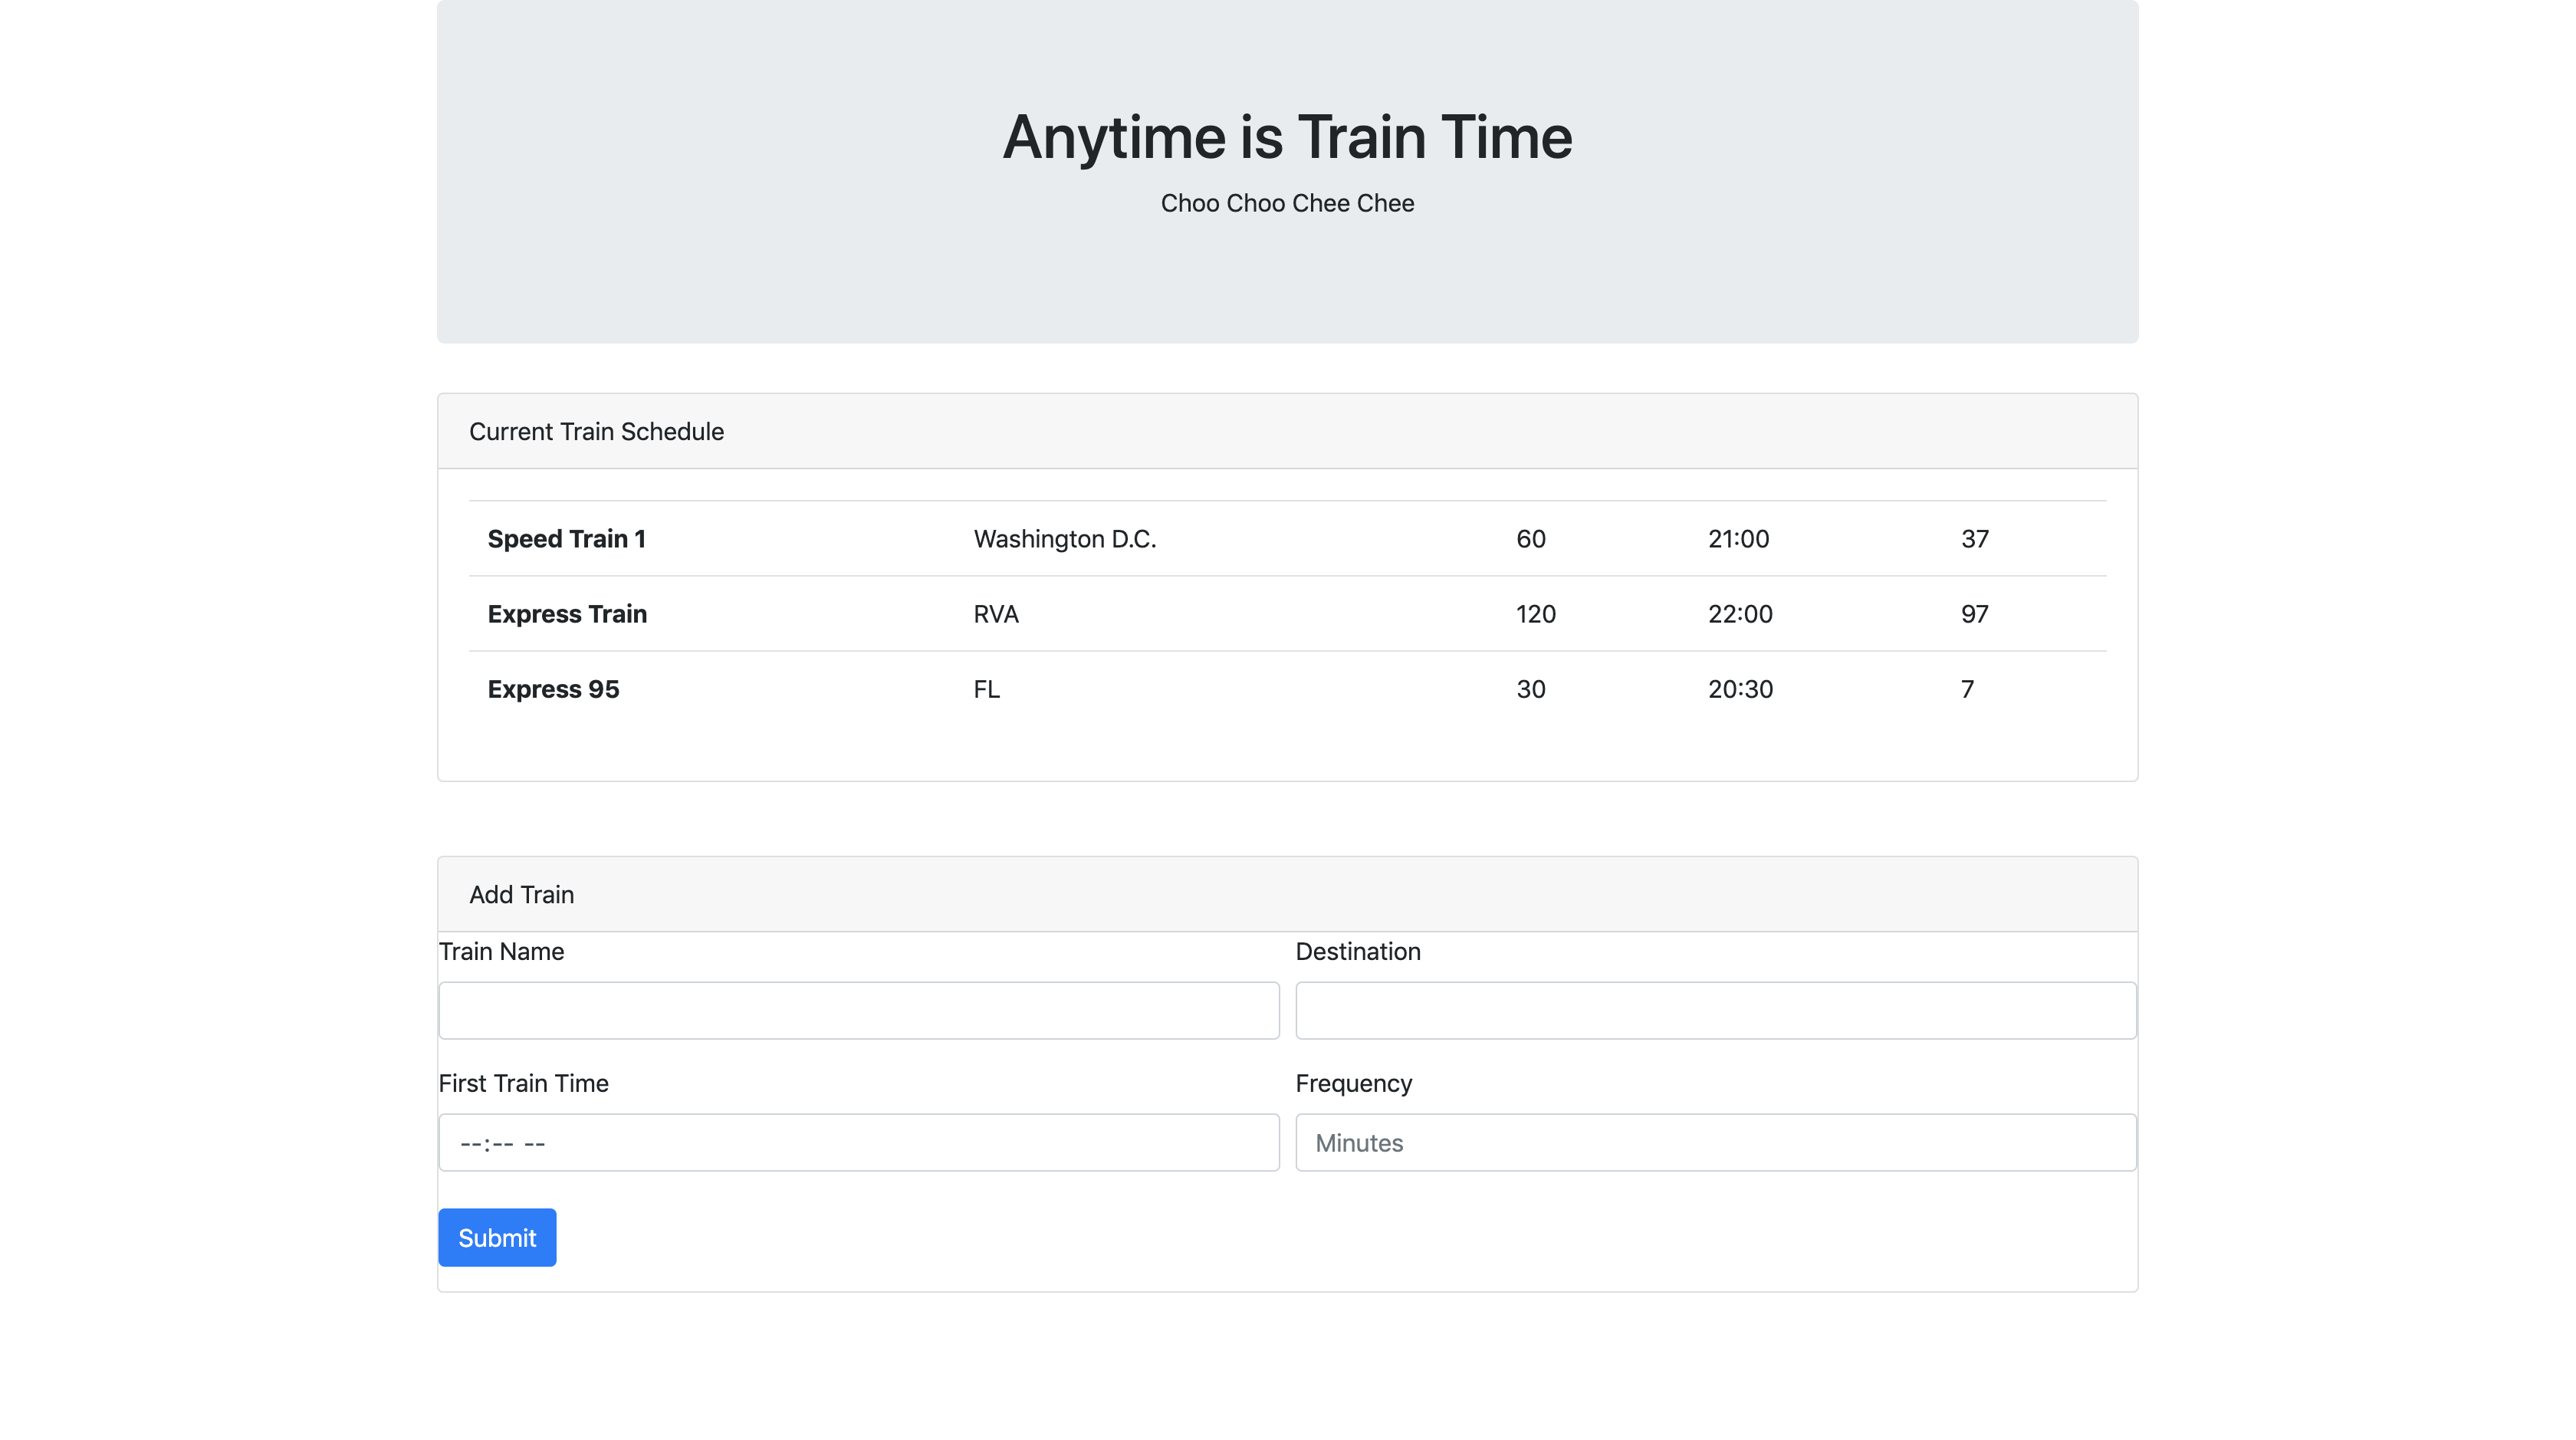 Anytime is Train Time
Choo Choo Chee Chee
Current Train Schedule
Speed Train 1 Washington D.C. 60 21:00 37
Express Train RVA 120 22:00 97
Express 95 FL 30 20:30 7
Add Train
Train Name Destination
First Train Time Frequency
--:-- -- Minutes
Submit